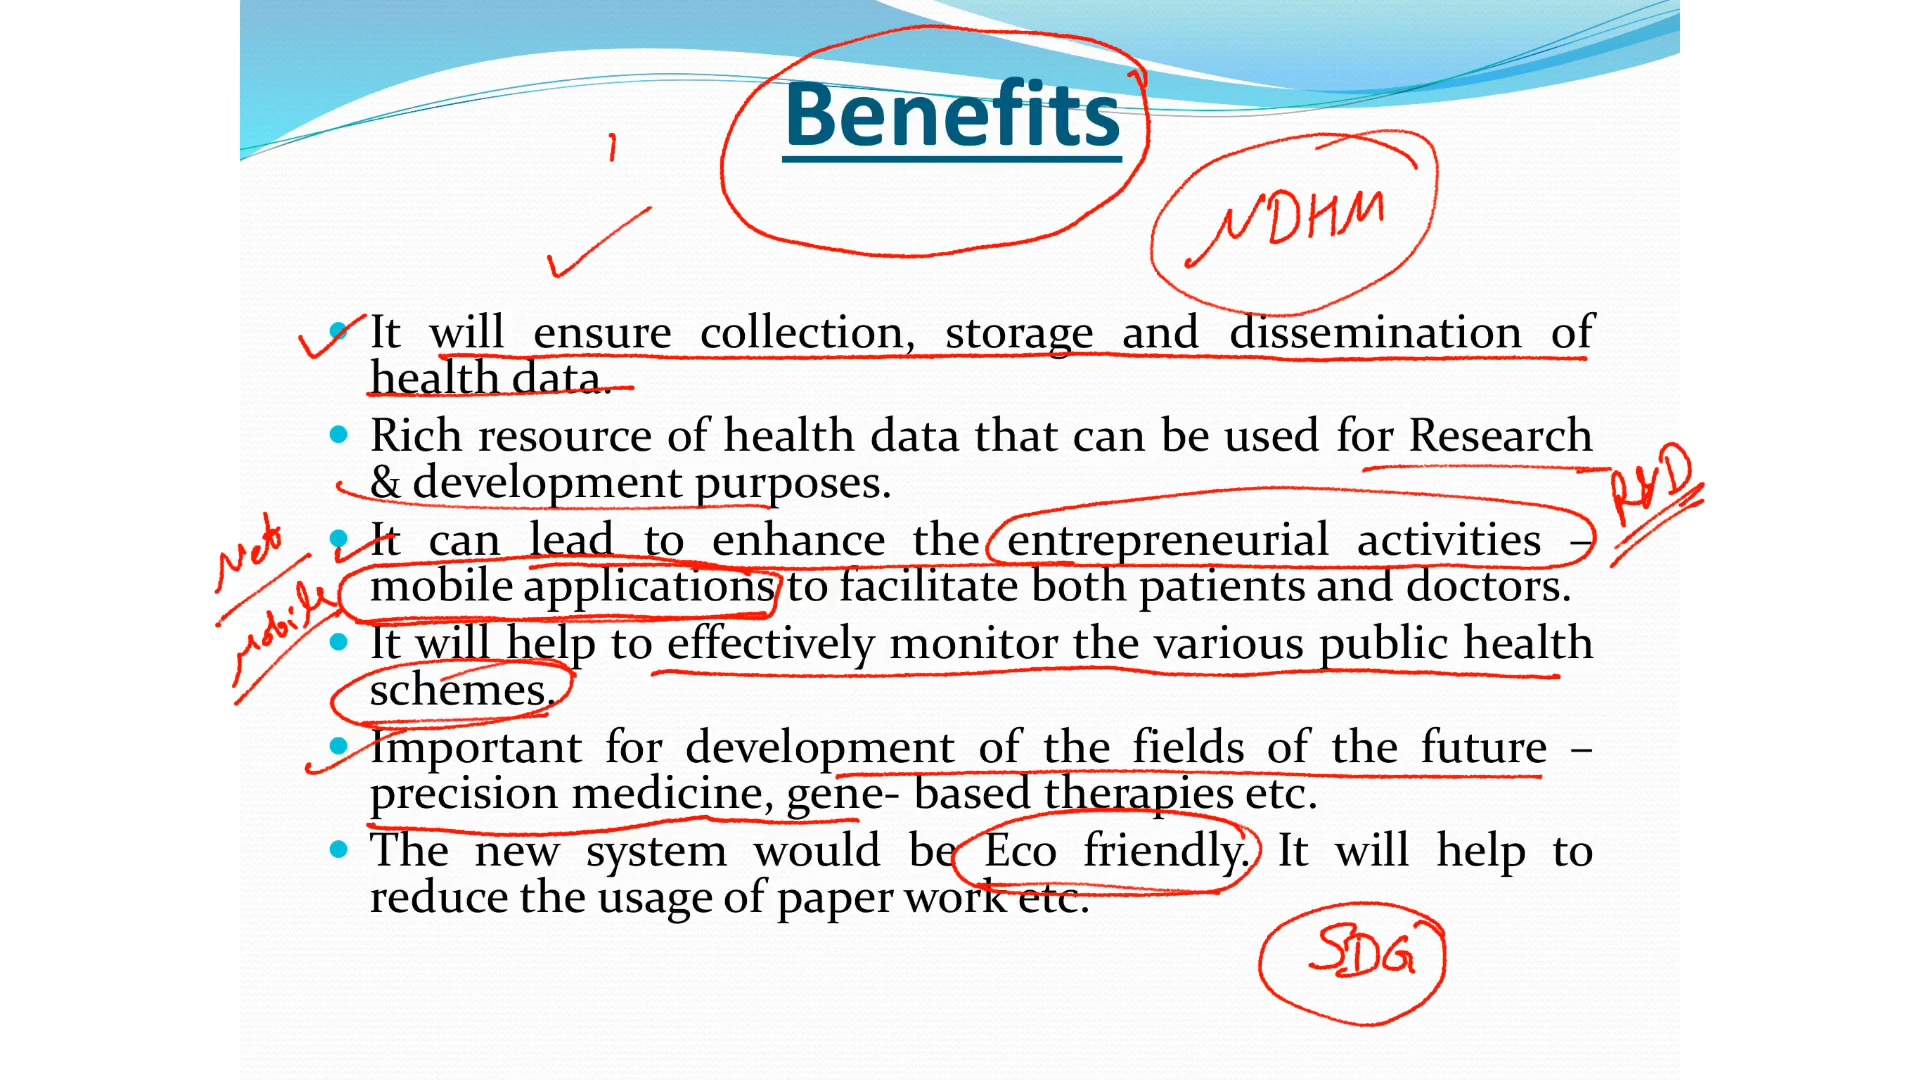 Benefits
NDHM
It will ensure collection, storage and dissemination of
health data.
Rich resource of health data that can be used for Research
& development purposes.
R&D
It can lead to enhance the entrepreneurial activities –
mobile applications to facilitate both patients and doctors.
Net
Mobile
It will help to effectively monitor the various public health
schemes.
Important for development of the fields of the future –
precision medicine, gene- based therapies etc.
The new system would be Eco friendly. It will help to
reduce the usage of paper work etc.
SDG